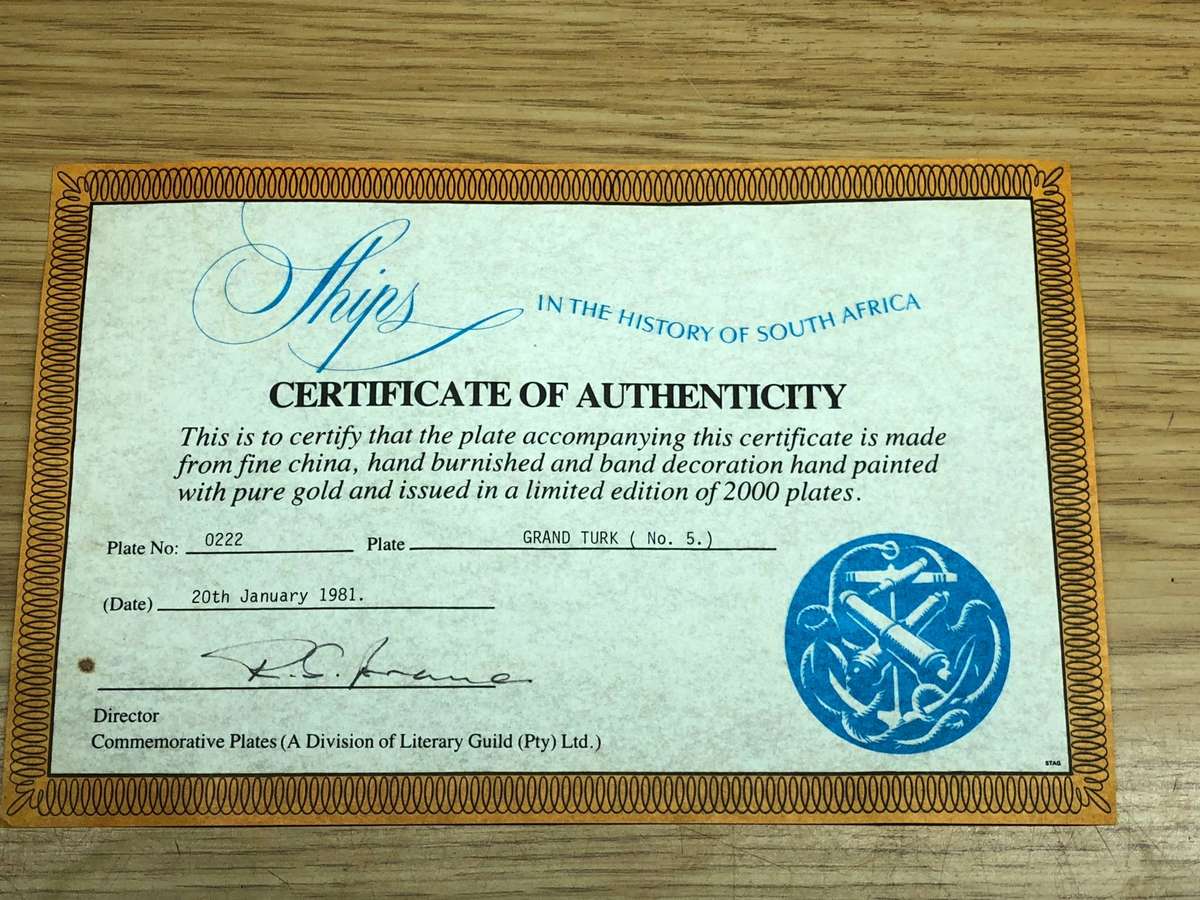 Ships IN THE HISTORY OF SOUTH AFRICA
CERTIFICATE OF AUTHENTICITY
This is to certify that the plate accompanying this certificate is made
from fine china, hand burnished and band decoration hand painted
with pure gold and issued in a limited edition of 2000 plates.
Plate No: 0222 Plate GRAND TURK ( No. 5.)
(Date) 20th January 1981.
Director
Commemorative Plates (A Division of Literary Guild (Pty) Ltd.)
STAG